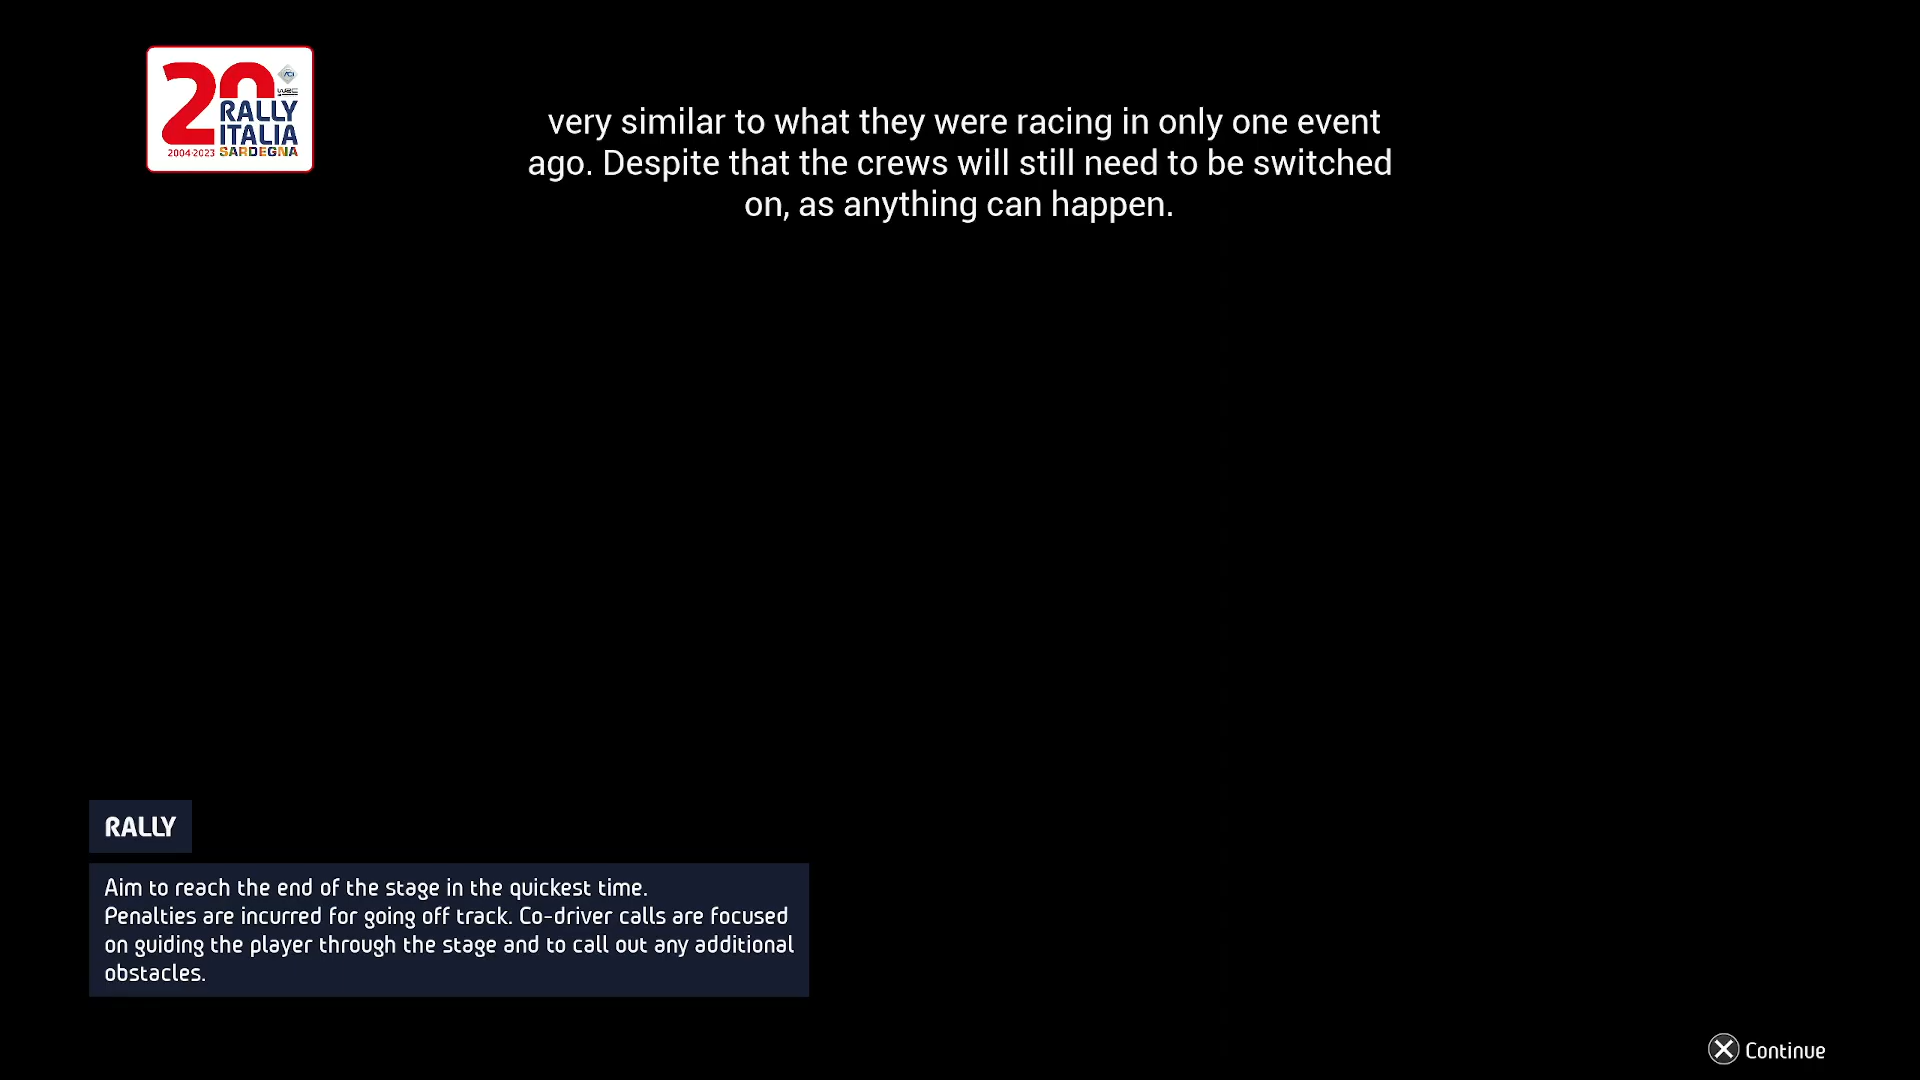 20
ACI
WRC
RALLY
ITALIA
2004-2023 SARDEGNA
very similar to what they were racing in only one event
ago. Despite that the crews will still need to be switched
on, as anything can happen.
RALLY
Aim to reach the end of the stage in the quickest time.
Penalties are incurred for going off track. Co-driver calls are focused
on guiding the player through the stage and to call out any additional
obstacles.
Continue